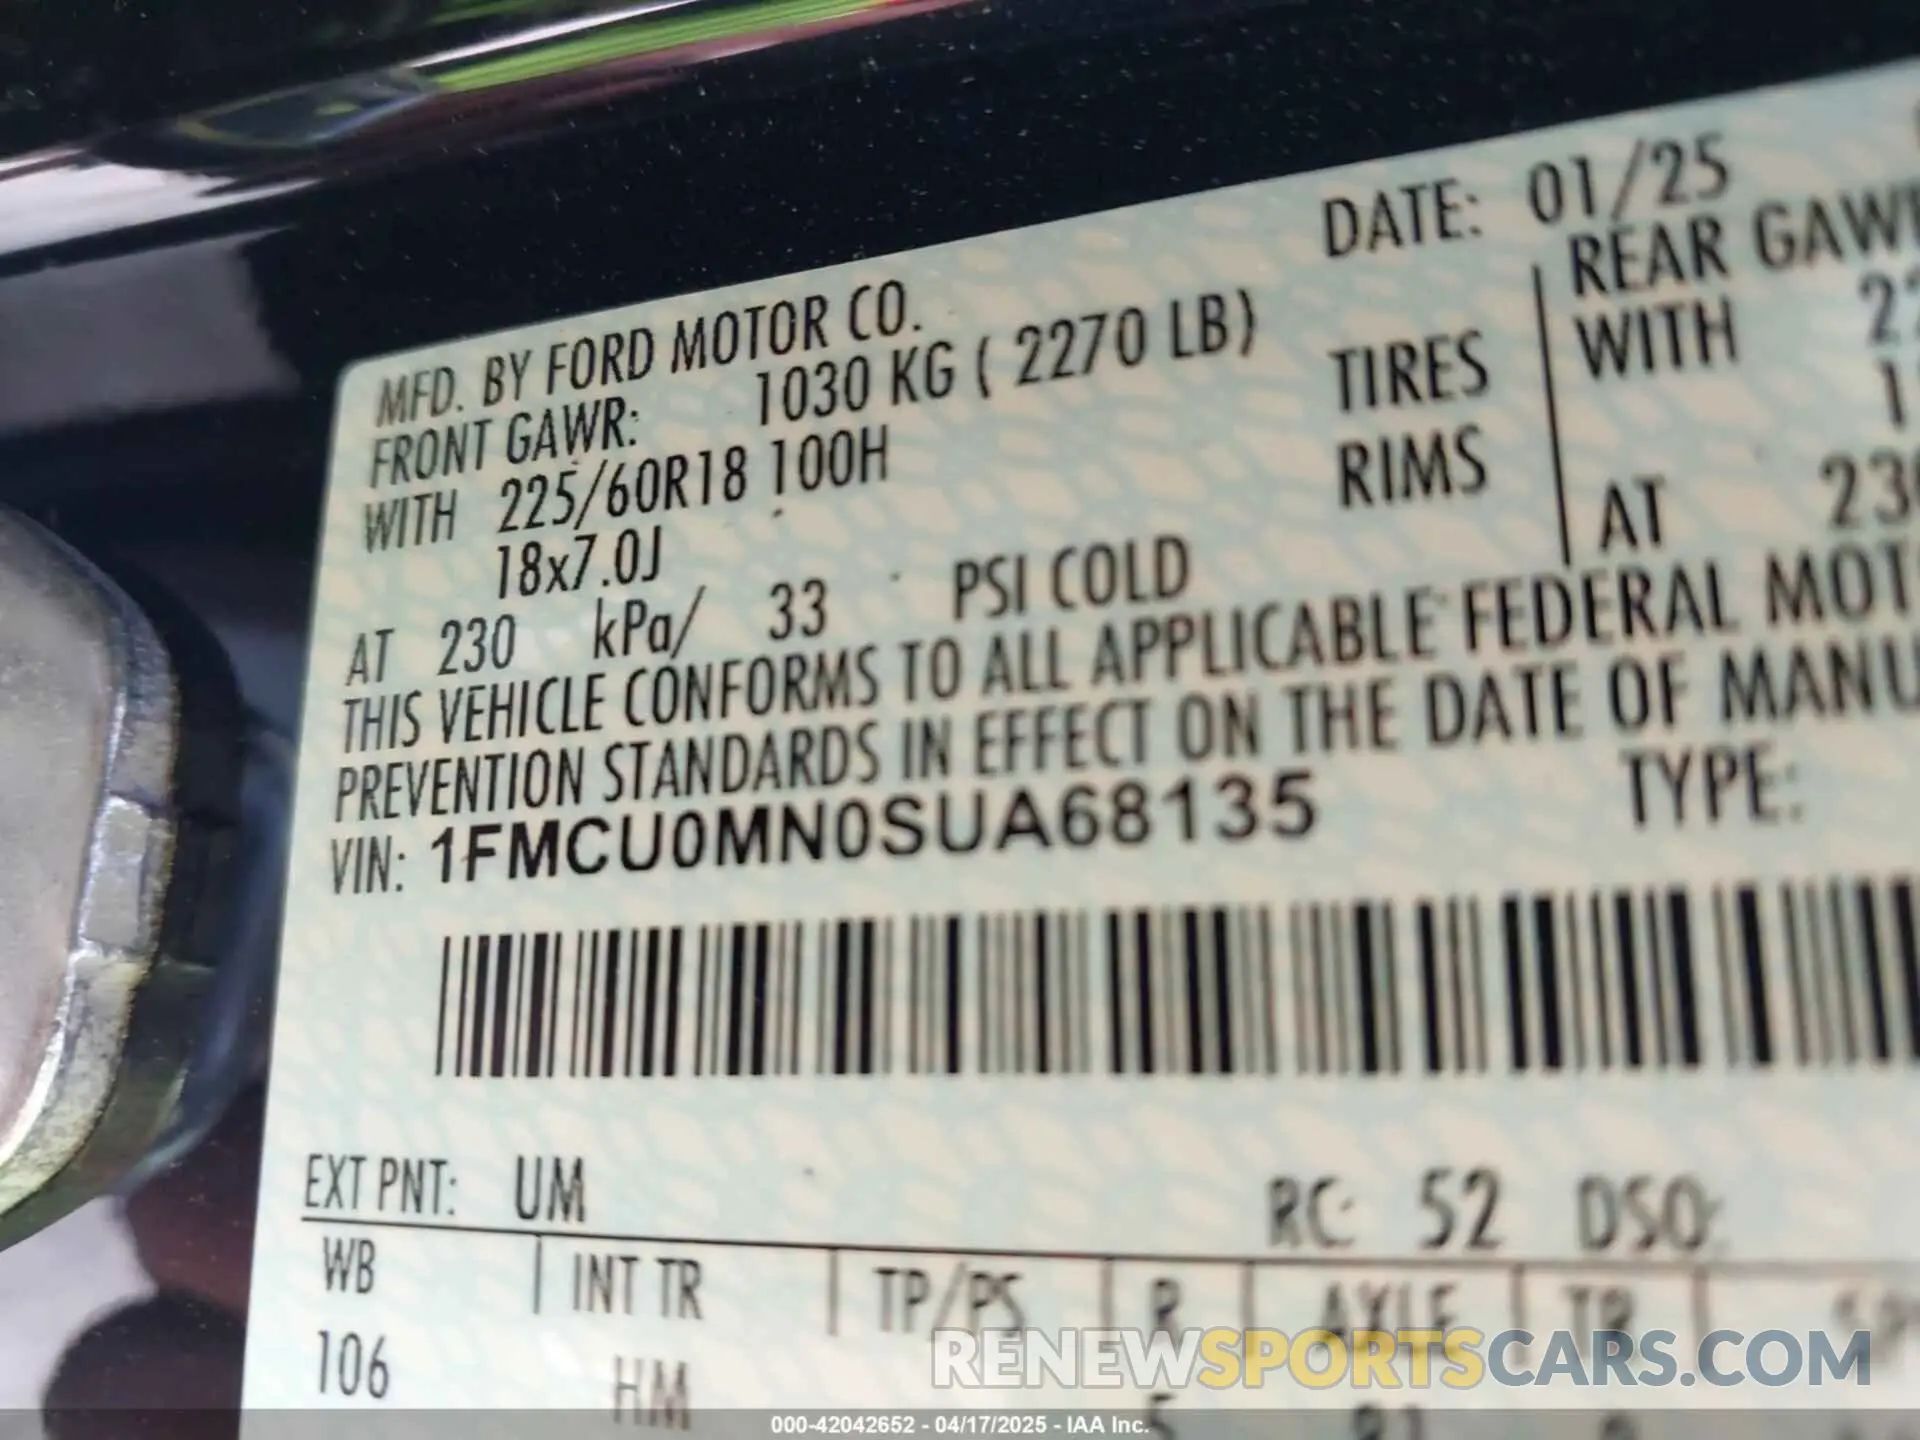 DATE: 01/25
MFD. BY FORD MOTOR CO.
FRONT GAWR: 1030 KG ( 2270 LB)
REAR GAWR
WITH 225/60R18 100H TIRES
WITH
18x7.0J RIMS
AT 230 kPa/ 33 PSI COLD
AT 230
THIS VEHICLE CONFORMS TO ALL APPLICABLE FEDERAL MOTO
PREVENTION STANDARDS IN EFFECT ON THE DATE OF MANU
VIN: 1FMCU0MN0SUA68135 TYPE:
EXT PNT: UM RC: 52 DSO:
WB INT TR TP/PS R AXLE TR
106 HM
RENEWSPORTSCARS.COM
000-42042652 - 04/17/2025 - IAA Inc.